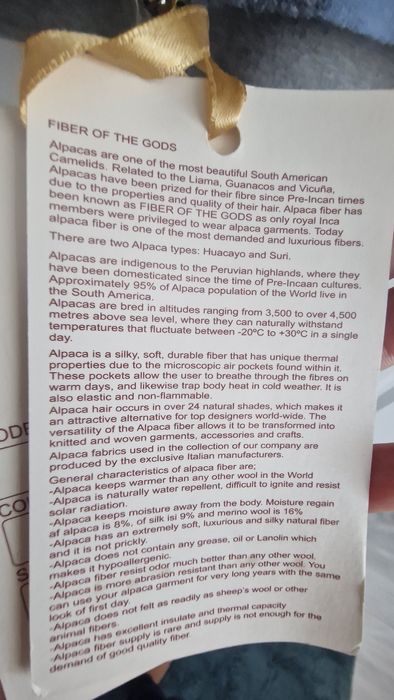 FIBER OF THE GODS
Alpacas are one of the most beautiful South American
Camelids. Related to the Llama, Guanacos and Vicuña,
Alpacas have been prized for their fibre since Pre-Incan times
due to the properties and quality of their hair. Alpaca fiber has
been known as FIBER OF THE GODS as only royal Inca
members were privileged to wear alpaca garments. Today
alpaca fiber is one of the most demanded and luxurious fibers.
There are two Alpaca types: Huacayo and Suri.
Alpacas are indigenous to the Peruvian highlands, where they
have been domesticated since the time of Pre-Incaan cultures.
Approximately 95% of Alpaca population of the World live in
the South America.
Alpacas are bred in altitudes ranging from 3,500 to over 4,500
metres above sea level, where they can naturally withstand
temperatures that fluctuate between -20ºC to +30ºC in a single
day.
Alpaca is a silky, soft, durable fiber that has unique thermal
properties due to the microscopic air pockets found within it.
These pockets allow the user to breathe through the fibres on
warm days, and likewise trap body heat in cold weather. It is
also elastic and non-flammable.
Alpaca hair occurs in over 24 natural shades, which makes it
an attractive alternative for top designers world-wide. The
versatility of the Alpaca fiber allows it to be transformed into
knitted and woven garments, accessories and crafts.
Alpaca fabrics used in the collection of our company are
produced by the exclusive Italian manufacturers.
General characteristics of alpaca fiber are;
-Alpaca keeps warmer than any other wool in the World
-Alpaca is naturally water repellent, difficult to ignite and resist
solar radiation.
-Alpaca keeps moisture away from the body. Moisture regain
af alpaca is 8%, of silk isi 9% and merino wool is 16%
-Alpaca has an extremely soft, luxurious and silky natural fiber
and it is not prickly.
-Alpaca does not contain any grease, oil or Lanolin which
makes it hypoallergenic.
-Alpaca fiber resist odor much better than any other wool.
-Alpaca is more abrasion resistant than any other wool. You
can use your alpaca garment for very long years with the same
look of first day.
-Alpaca does not felt as readily as sheep's wool or other
animal fibers.
-Alpaca has excellent insulate and thermal capacity
-Alpaca fiber supply is rare and supply is not enough for the
demand of good quality fiber.
ODE
CO
S